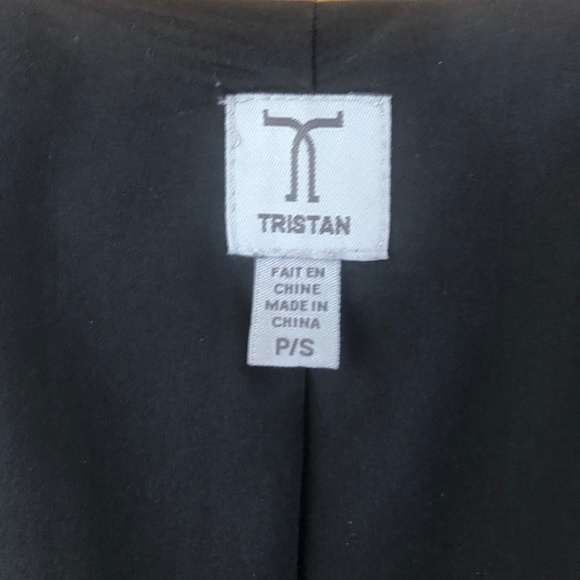 TRISTAN
FAIT EN
CHINE
MADE IN
CHINA
P/S